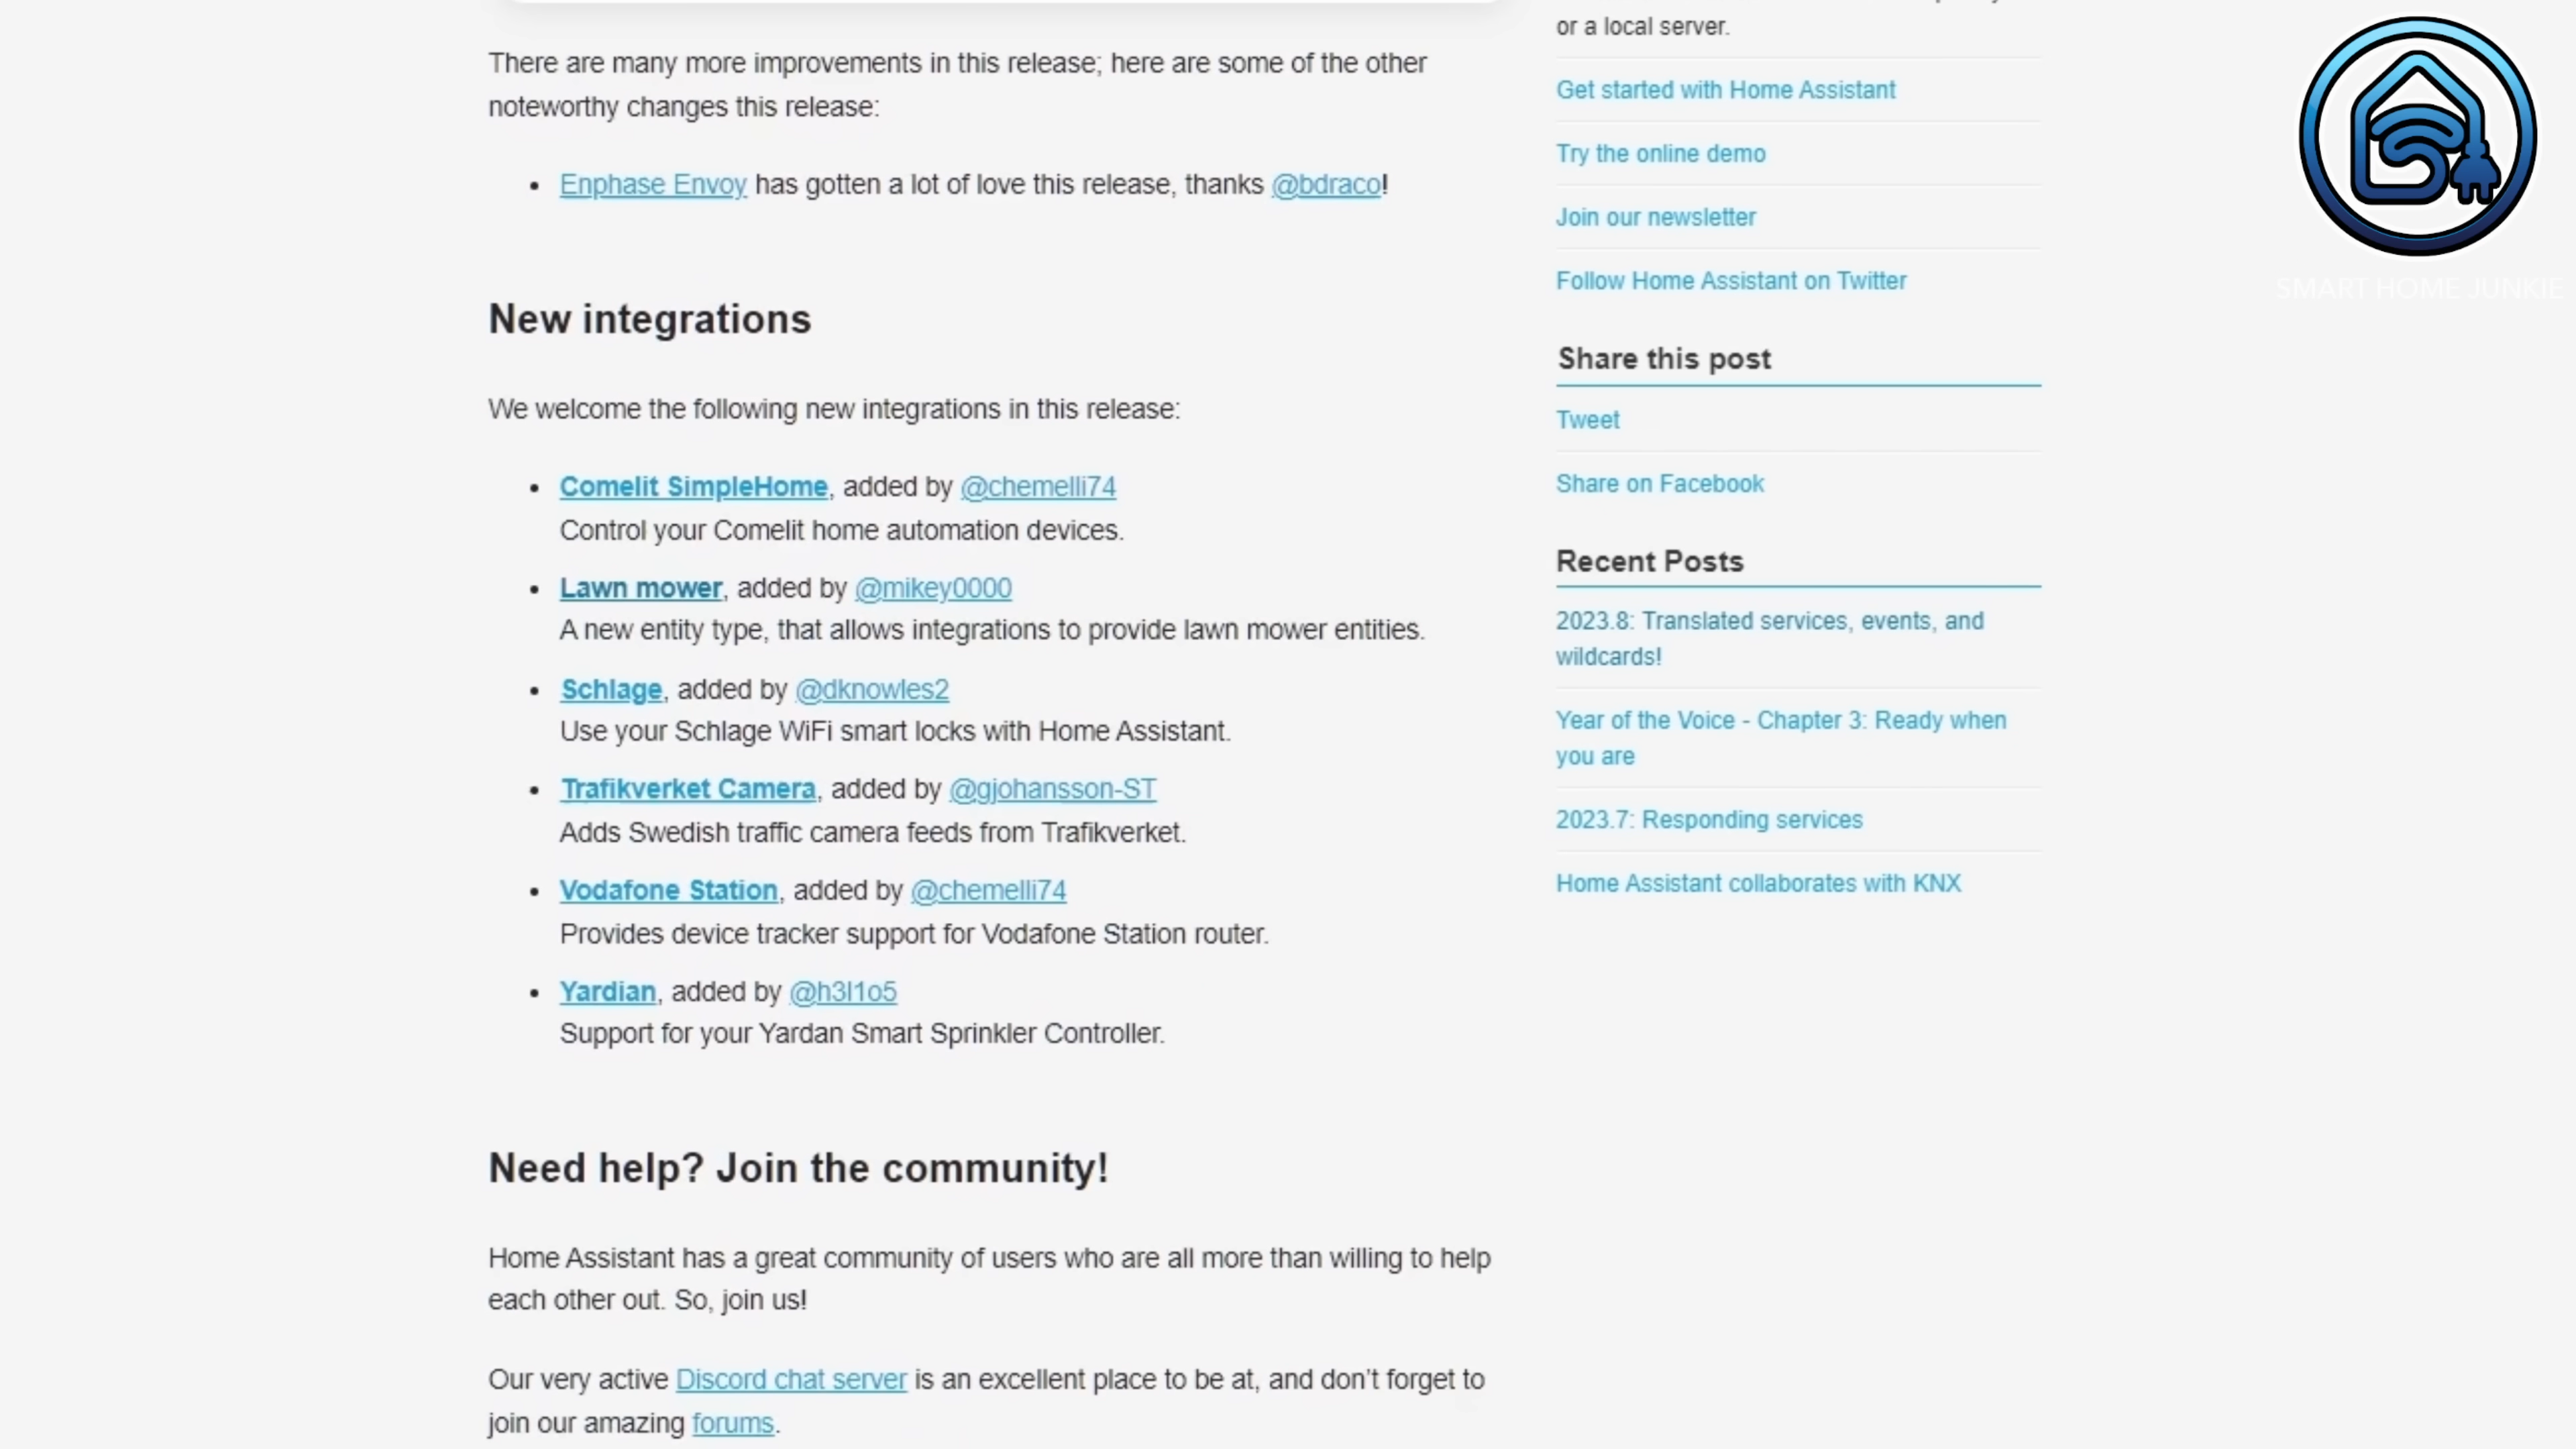 There are many more improvements in this release; here are some of the other
noteworthy changes this release:
• Enphase Envoy has gotten a lot of love this release, thanks @bdraco!
New integrations
We welcome the following new integrations in this release:
• Comelit SimpleHome, added by @chemelli74
Control your Comelit home automation devices.
• Lawn mower, added by @mikey0000
A new entity type, that allows integrations to provide lawn mower entities.
• Schlage, added by @dknowles2
Use your Schlage WiFi smart locks with Home Assistant.
• Trafikverket Camera, added by @gjohansson-ST
Adds Swedish traffic camera feeds from Trafikverket.
• Vodafone Station, added by @chemelli74
Provides device tracker support for Vodafone Station router.
• Yardian, added by @h3l1o5
Support for your Yardan Smart Sprinkler Controller.
Need help? Join the community!
Home Assistant has a great community of users who are all more than willing to help
each other out. So, join us!
Our very active Discord chat server is an excellent place to be at, and don't forget to
join our amazing forums.
or a local server.
Get started with Home Assistant
Try the online demo
Join our newsletter
Follow Home Assistant on Twitter
Share this post
Tweet
Share on Facebook
Recent Posts
2023.8: Translated services, events, and
wildcards!
Year of the Voice - Chapter 3: Ready when
you are
2023.7: Responding services
Home Assistant collaborates with KNX
SMART HOME JUNKIE